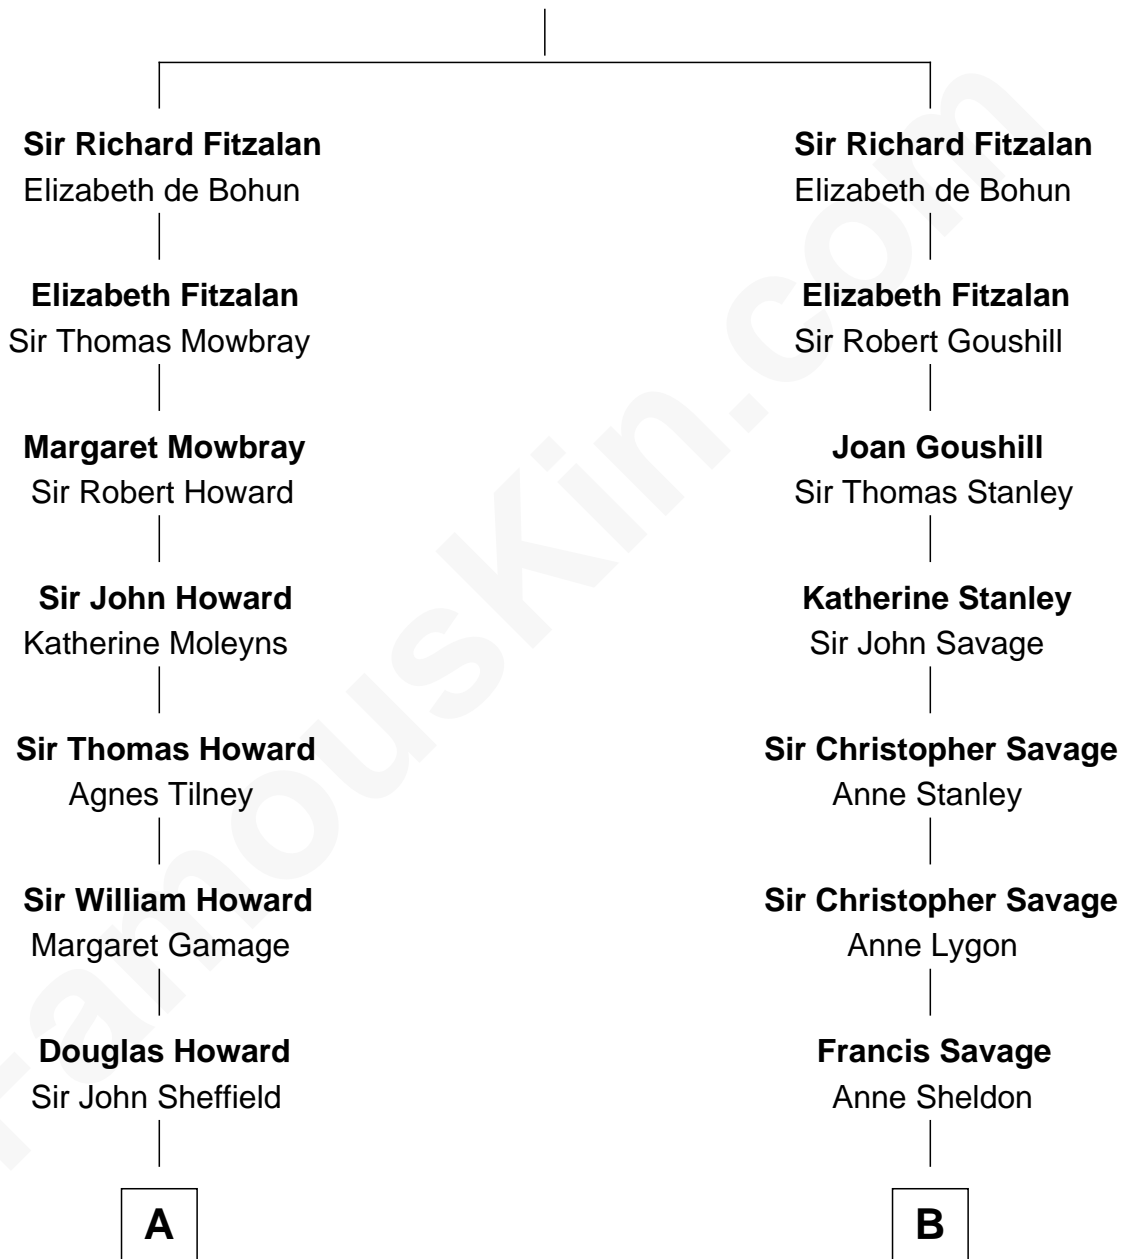 Sir Richard Fitzalan
Elizabeth de Bohun
Elizabeth Fitzalan
Sir Thomas Mowbray
Margaret Mowbray
Sir Robert Howard
Sir John Howard
Katherine Moleyns
Sir Thomas Howard
Agnes Tilney
Sir William Howard
Margaret Gamage
Douglas Howard
Sir John Sheffield
A
Sir Richard Fitzalan
Elizabeth de Bohun
Elizabeth Fitzalan
Sir Robert Goushill
Joan Goushill
Sir Thomas Stanley
Katherine Stanley
Sir John Savage
Sir Christopher Savage
Anne Stanley
Sir Christopher Savage
Anne Lygon
Francis Savage
Anne Sheldon
B
FamousKin.com